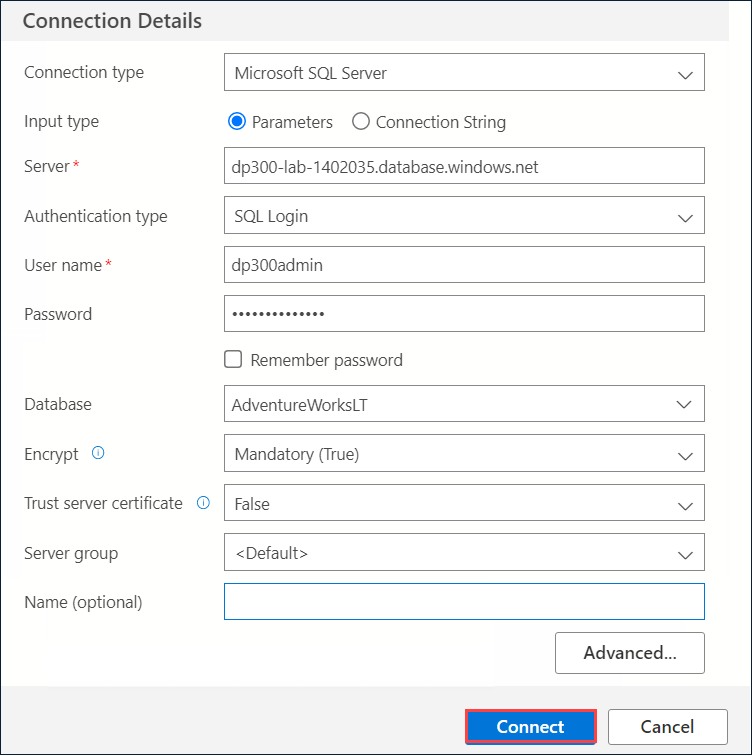 Connection Details
Connection type Microsoft SQL Server
Input type Parameters Connection String
Server* dp300-lab-1402035.database.windows.net
Authentication type SQL Login
User name* dp300admin
Password ••••••••••••••
Remember password
Database AdventureWorksLT
Encrypt Mandatory (True)
Trust server certificate False
Server group <Default>
Name (optional)
Advanced...
Connect Cancel